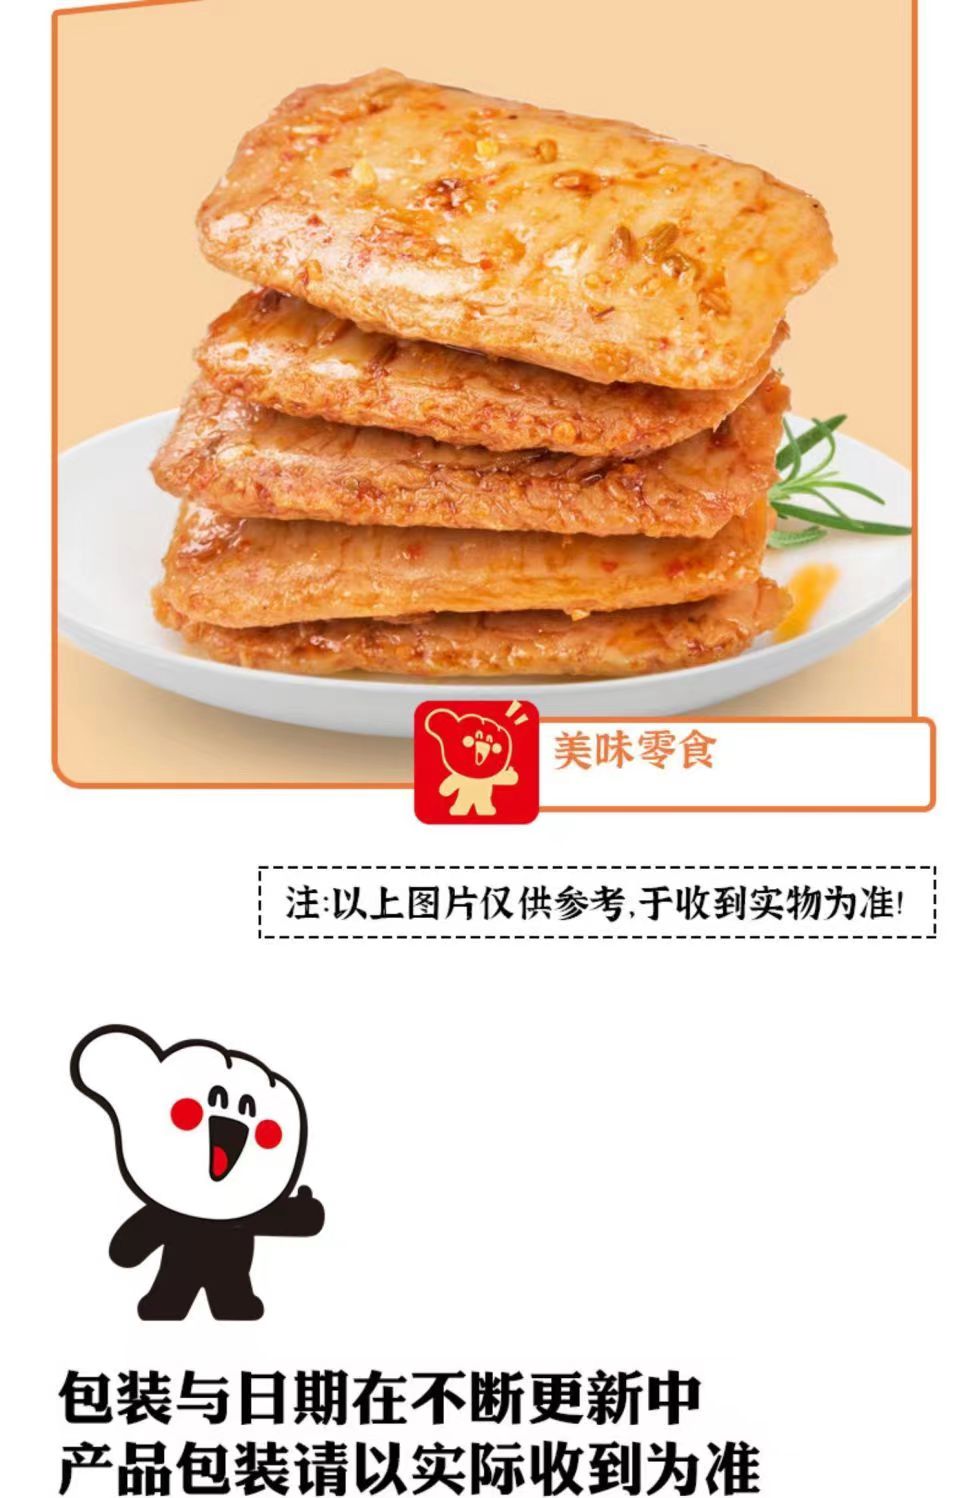 美味零食
注:以上图片仅供参考,于收到实物为准!
包装与日期在不断更新中
产品包装请以实际收到为准